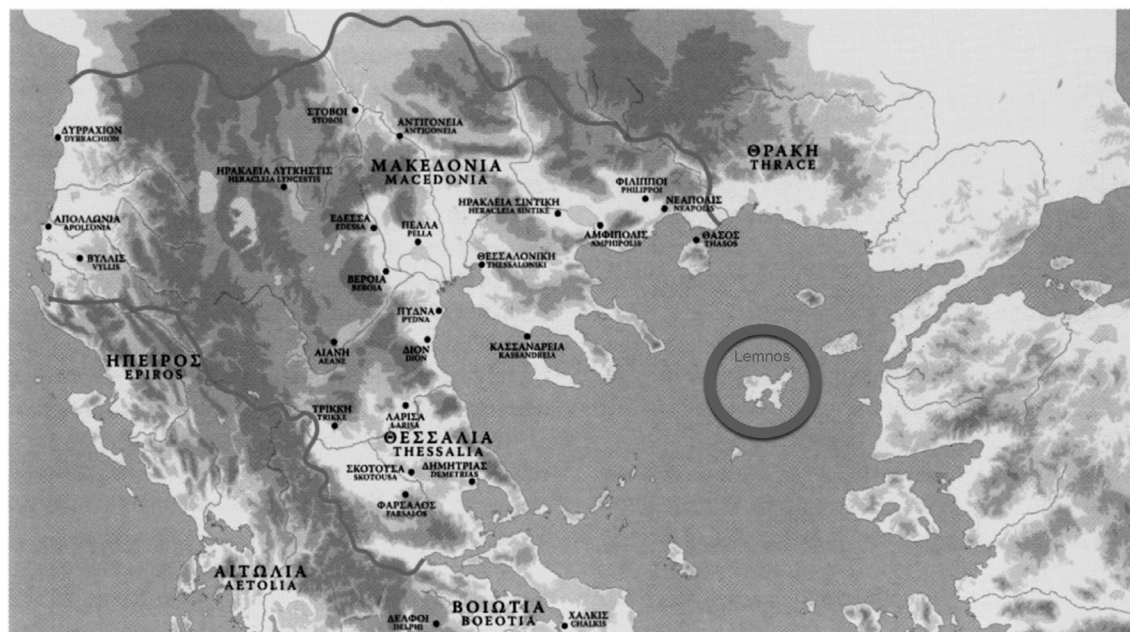 ΣΤΟΒΟΙ
STOBOI
ΑΝΤΙΓΟΝΕΙΑ
ANTIGONEIA
ΔΥΡΡΑΧΙΟΝ
DYRRACHION
ΜΑΚΕΔΟΝΙΑ
MACEDONIA
ΘΡΑΚΗ
THRACE
ΗΡΑΚΛΕΙΑ ΛΥΓΚΗΣΤΙΣ
HERACLEIA LYNCESTIS
ΦΙΛΙΠΠΟΙ
PHILIPPOI
ΝΕΑΠΟΛΙΣ
NEAPOLIS
ΗΡΑΚΛΕΙΑ ΣΙΝΤΙΚΗ
HERACLEIA SINTIKE
ΑΠΟΛΛΩΝΙΑ
APOLLONIA
ΕΔΕΣΣΑ
EDESSA
ΠΕΛΛΑ
PELLA
ΑΜΦΙΠΟΛΙΣ
AMPHIPOLIS
ΘΑΣΟΣ
THASOS
ΒΥΛΛΙΣ
VYLLIS
ΘΕΣΣΑΛΟΝΙΚΗ
THESSALONIKI
ΒΕΡΟΙΑ
BEROIA
ΠΥΔΝΑ
PYDNA
ΗΠΕΙΡΟΣ
EPIROS
ΑΙΑΝΗ
AEANE
ΔΙΟΝ
DION
ΚΑΣΣΑΝΔΡΕΙΑ
KASSANDREIA
Lemnos
ΤΡΙΚΚΗ
TRIKKE
ΛΑΡΙΣΑ
LARISA
ΘΕΣΣΑΛΙΑ
THESSALIA
ΣΚΟΤΟΥΣΑ
SKOTOUSA
ΔΗΜΗΤΡΙΑΣ
DEMETRIAS
ΦΑΡΣΑΛΟΣ
FARSALOS
ΑΙΤΩΛΙΑ
AETOLIA
ΒΟΙΩΤΙΑ
BOEOTIA
ΔΕΛΦΟΙ
DELPHI
ΧΑΛΚΙΣ
CHALKIS